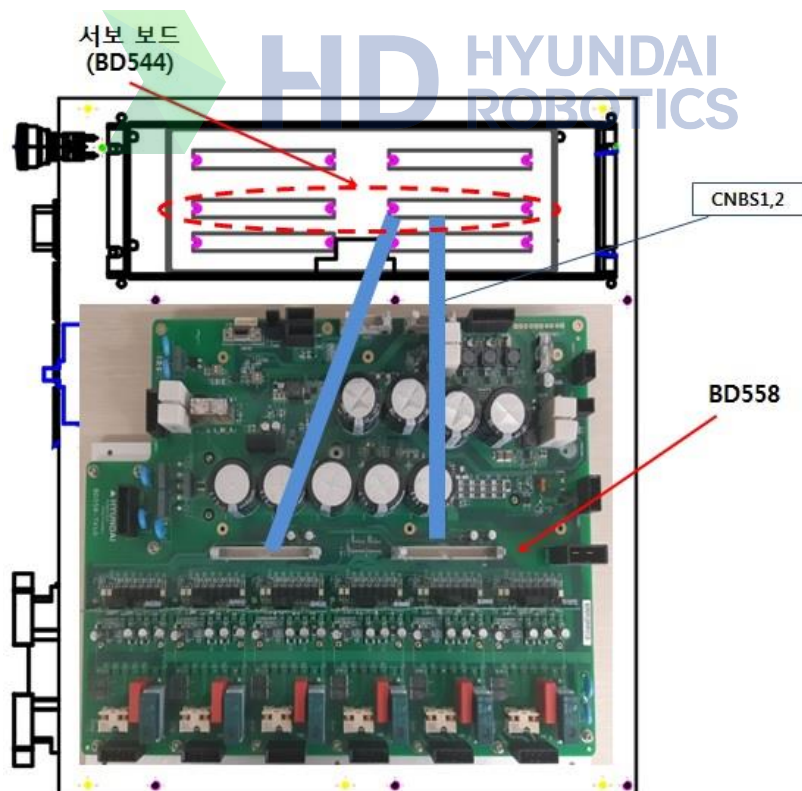 서보 보드
(BD544)
HD HYUNDAI
ROBOTICS
CNBS1,2
BD558
HYUNDAI